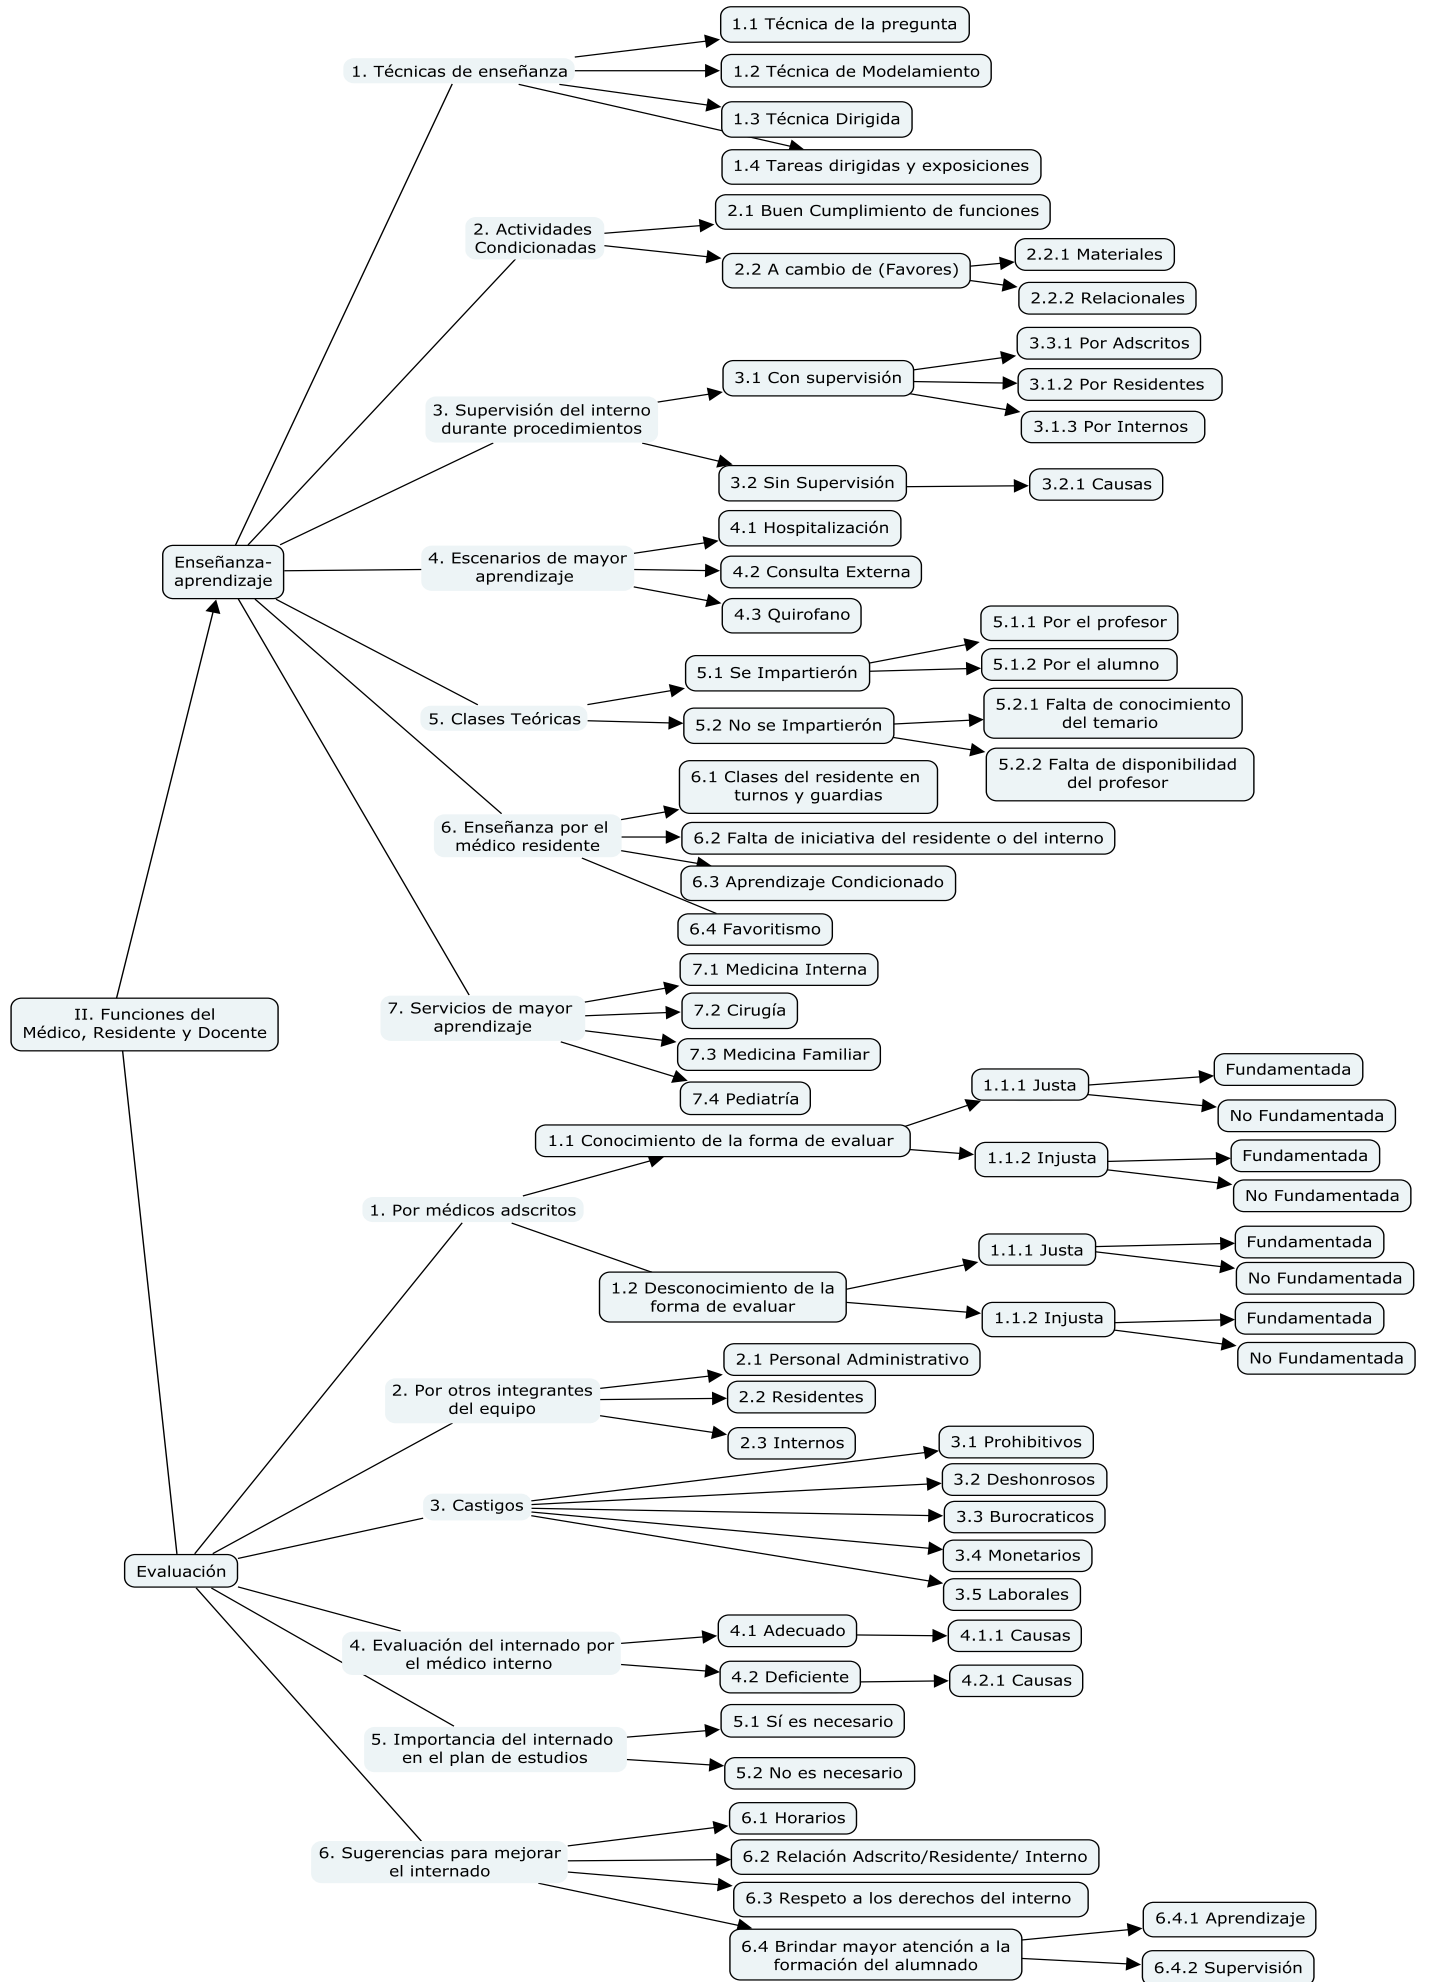 II. Funciones del
Médico, Residente y Docente
Enseñanza-
aprendizaje
1. Técnicas de enseñanza
1.1 Técnica de la pregunta
1.2 Técnica de Modelamiento
1.3 Técnica Dirigida
1.4 Tareas dirigidas y exposiciones
2. Actividades
Condicionadas
2.1 Buen Cumplimiento de funciones
2.2 A cambio de (Favores)
2.2.1 Materiales
2.2.2 Relacionales
3. Supervisión del interno
durante procedimientos
3.1 Con supervisión
3.3.1 Por Adscritos
3.1.2 Por Residentes
3.1.3 Por Internos
3.2 Sin Supervisión
3.2.1 Causas
4. Escenarios de mayor
aprendizaje
4.1 Hospitalización
4.2 Consulta Externa
4.3 Quirofano
5. Clases Teóricas
5.1 Se Impartierón
5.1.1 Por el profesor
5.1.2 Por el alumno
5.2 No se Impartierón
5.2.1 Falta de conocimiento
del temario
5.2.2 Falta de disponibilidad
del profesor
6. Enseñanza por el
médico residente
6.1 Clases del residente en
turnos y guardias
6.2 Falta de iniciativa del residente o del interno
6.3 Aprendizaje Condicionado
6.4 Favoritismo
7. Servicios de mayor
aprendizaje
7.1 Medicina Interna
7.2 Cirugía
7.3 Medicina Familiar
7.4 Pediatría
Evaluación
1. Por médicos adscritos
1.1 Conocimiento de la forma de evaluar
1.1.1 Justa
Fundamentada
No Fundamentada
1.1.2 Injusta
Fundamentada
No Fundamentada
1.2 Desconocimiento de la
forma de evaluar
1.1.1 Justa
Fundamentada
No Fundamentada
1.1.2 Injusta
Fundamentada
No Fundamentada
2. Por otros integrantes
del equipo
2.1 Personal Administrativo
2.2 Residentes
2.3 Internos
3. Castigos
3.1 Prohibitivos
3.2 Deshonrosos
3.3 Burocraticos
3.4 Monetarios
3.5 Laborales
4. Evaluación del internado por
el médico interno
4.1 Adecuado
4.1.1 Causas
4.2 Deficiente
4.2.1 Causas
5. Importancia del internado
en el plan de estudios
5.1 Sí es necesario
5.2 No es necesario
6. Sugerencias para mejorar
el internado
6.1 Horarios
6.2 Relación Adscrito/Residente/ Interno
6.3 Respeto a los derechos del interno
6.4 Brindar mayor atención a la
formación del alumnado
6.4.1 Aprendizaje
6.4.2 Supervisión